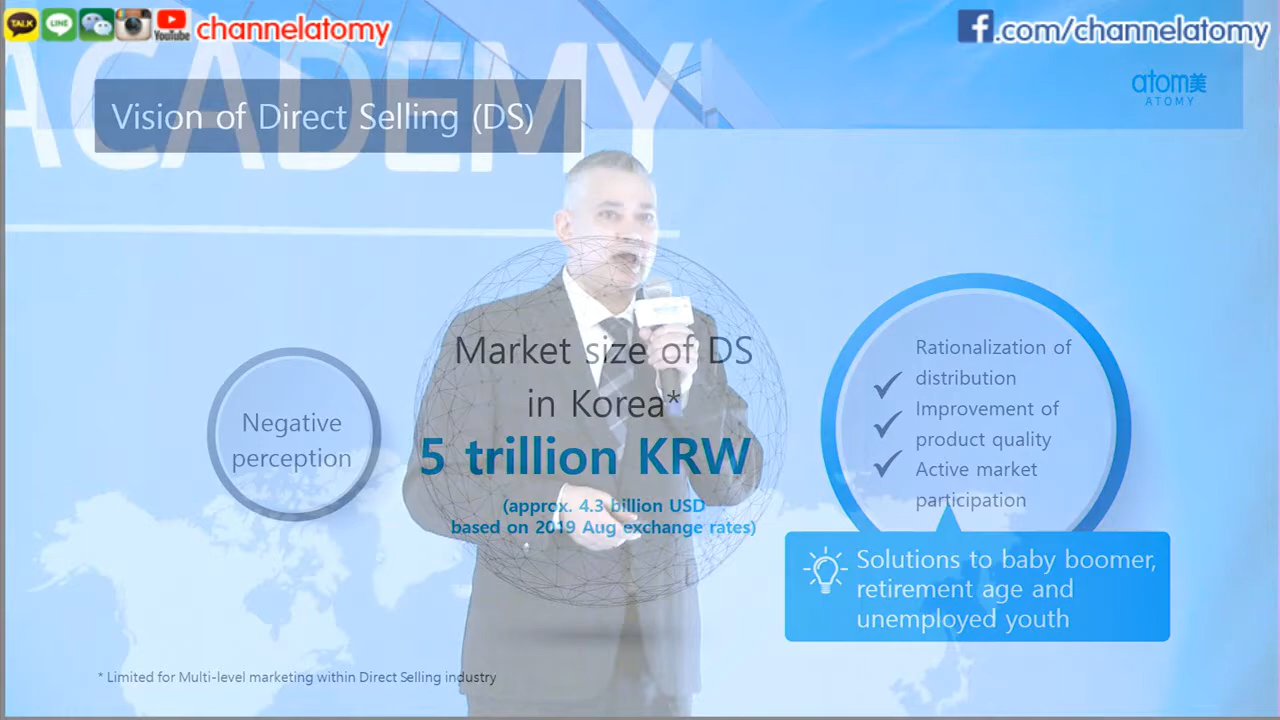 TALK
LINE
YouTube
channelatomy
.com/channelatomy
ACADEMY
atom美
ATOMY
Vision of Direct Selling (DS)
Negative
perception
Market size of DS
in Korea*
5 trillion KRW
(approx. 4.3 billion USD
based on 2019 Aug exchange rates)
Rationalization of
distribution
Improvement of
product quality
Active market
participation
Solutions to baby boomer,
retirement age and
unemployed youth
* Limited for Multi-level marketing within Direct Selling industry